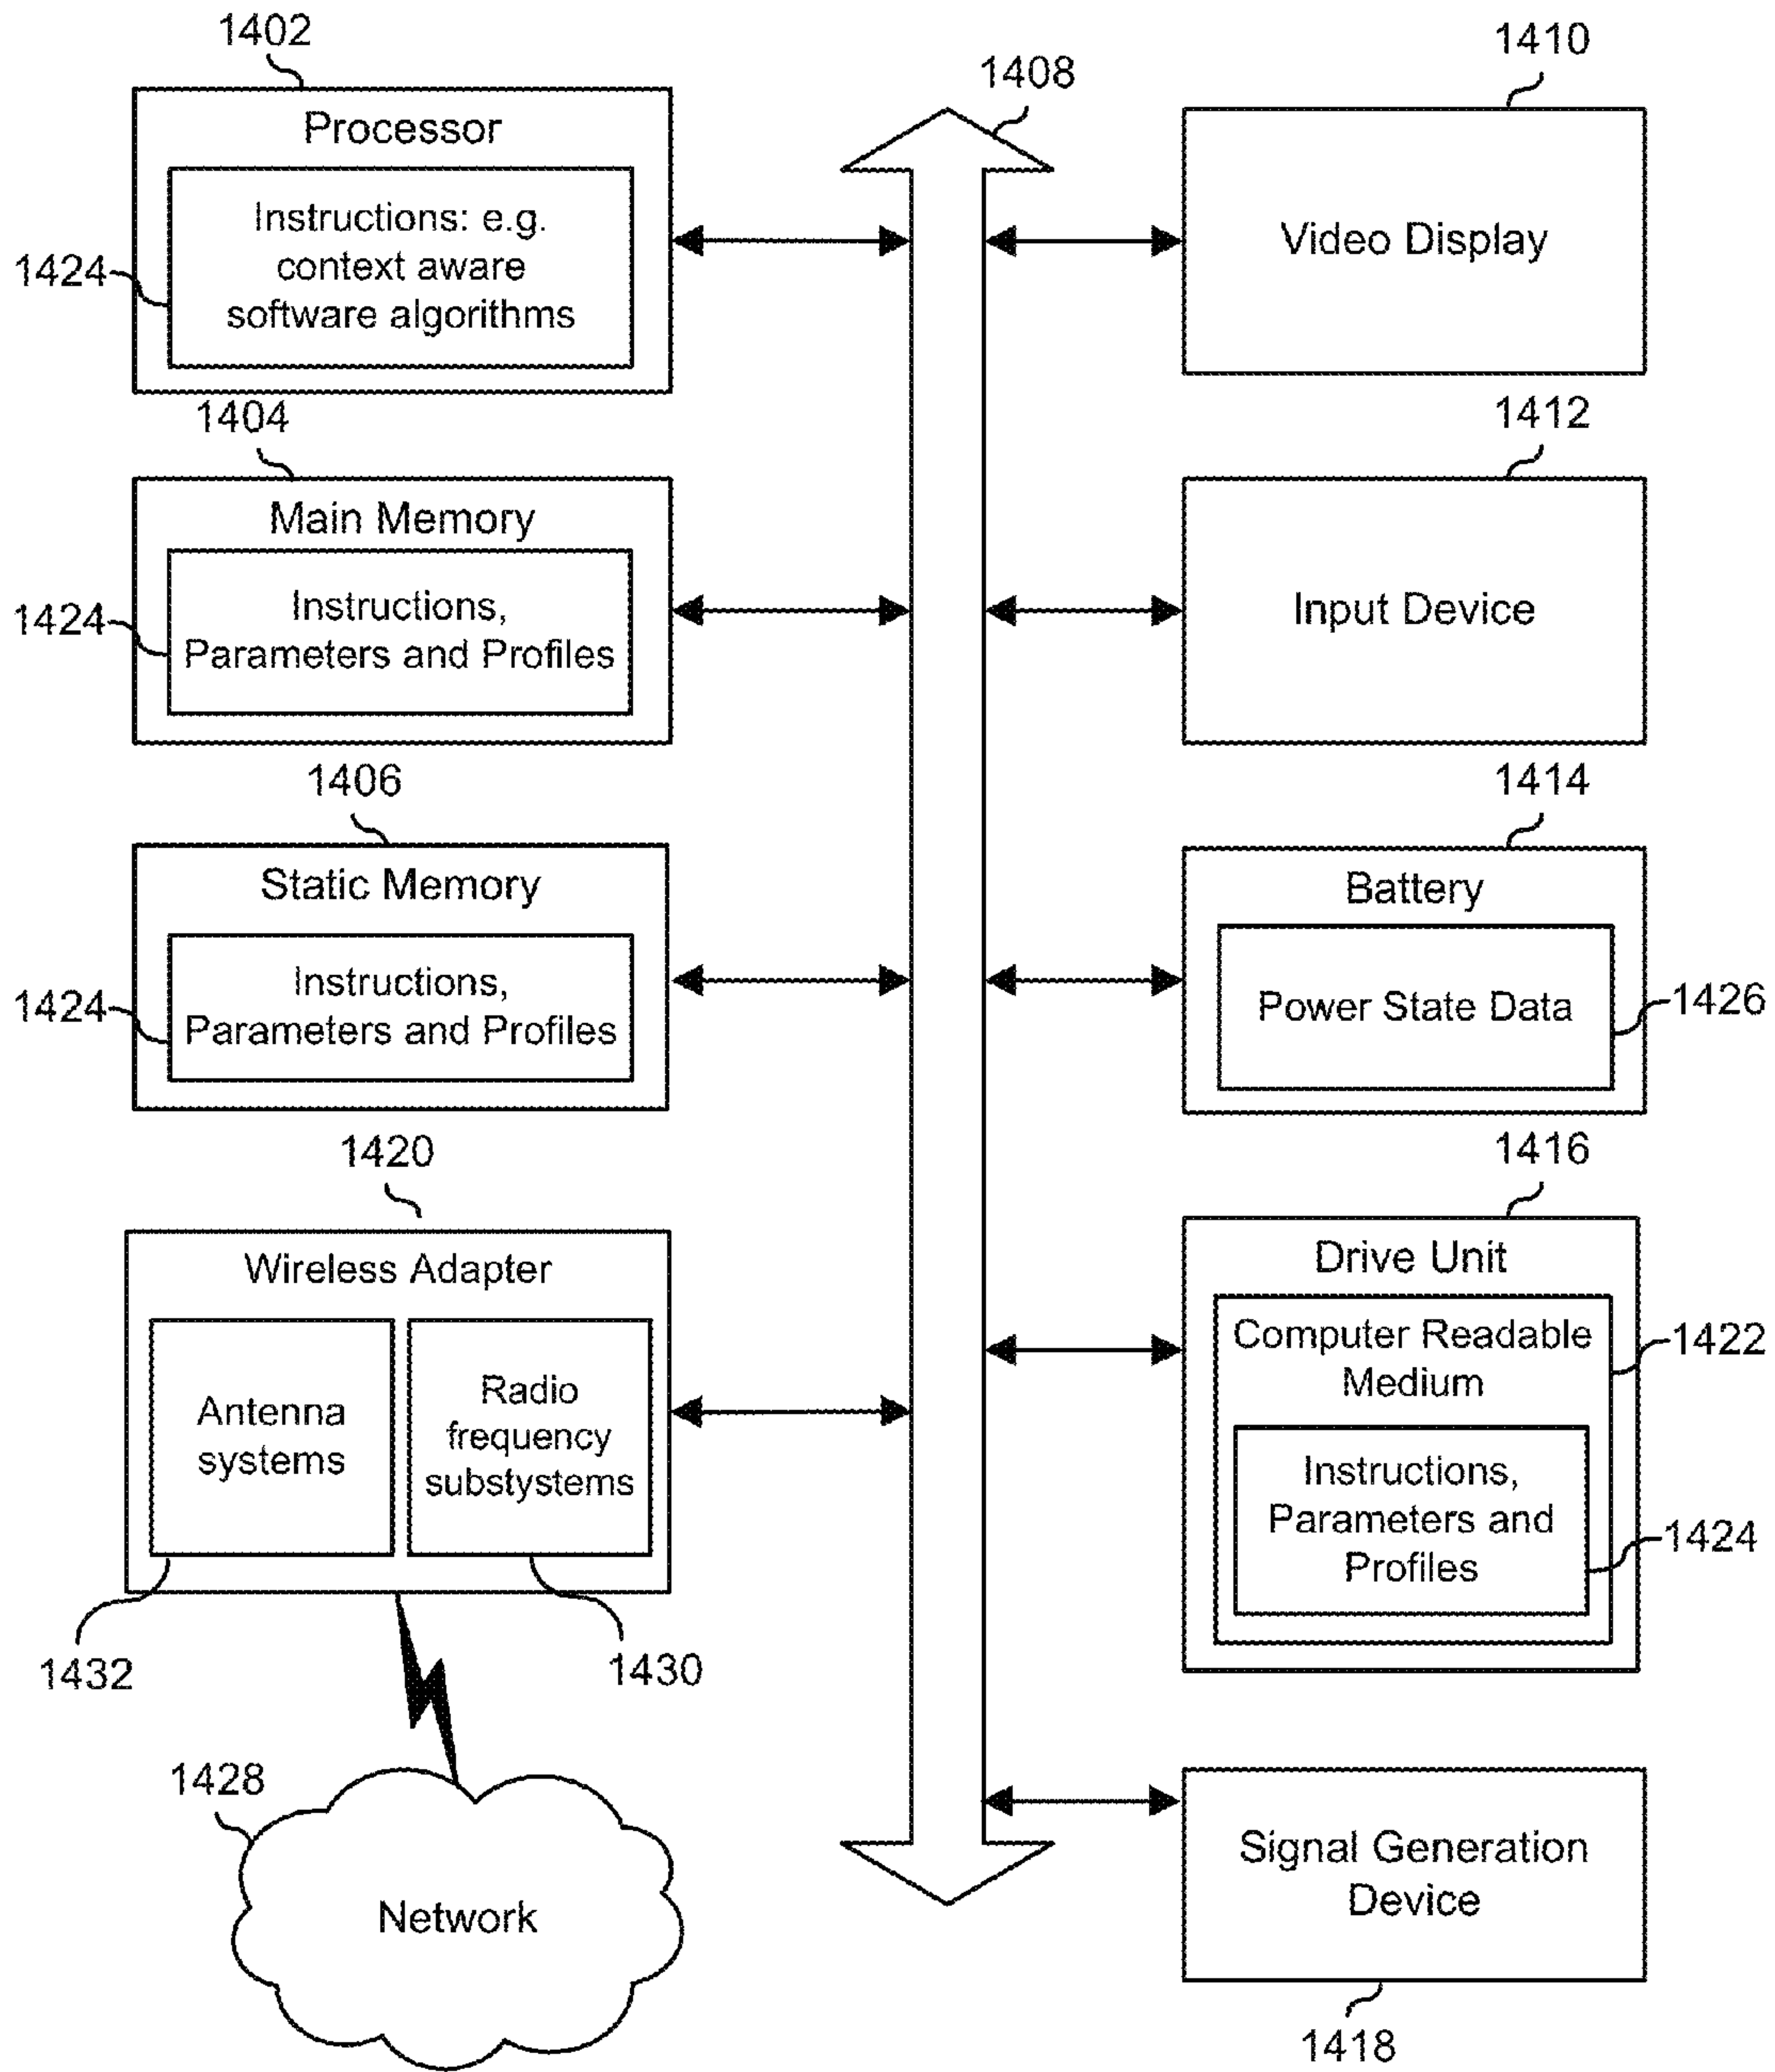 1402
Processor
Instructions: e.g.
context aware
software algorithms
1424
1404
Main Memory
Instructions,
Parameters and Profiles
1424
1406
Static Memory
Instructions,
Parameters and Profiles
1424
1420
Wireless Adapter
Antenna
systems
Radio
frequency
substystems
1432
1430
1428
Network
1408
1410
Video Display
1412
Input Device
1414
Battery
Power State Data
1426
1416
Drive Unit
Computer Readable
Medium
1422
Instructions,
Parameters and
Profiles
1424
Signal Generation
Device
1418